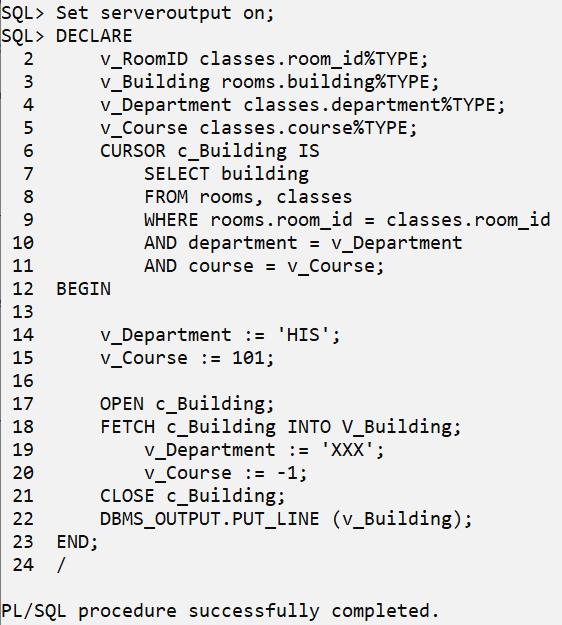 SQL> Set serveroutput on;
SQL> DECLARE
  2      v_RoomID classes.room_id%TYPE;
  3      v_Building rooms.building%TYPE;
  4      v_Department classes.department%TYPE;
  5      v_Course classes.course%TYPE;
  6      CURSOR c_Building IS
  7          SELECT building
  8          FROM rooms, classes
  9          WHERE rooms.room_id = classes.room_id
 10          AND department = v_Department
 11          AND course = v_Course;
 12  BEGIN
 13
 14      v_Department := 'HIS';
 15      v_Course := 101;
 16
 17      OPEN c_Building;
 18      FETCH c_Building INTO V_Building;
 19          v_Department := 'XXX';
 20          v_Course := -1;
 21      CLOSE c_Building;
 22      DBMS_OUTPUT.PUT_LINE (v_Building);
 23  END;
 24  /
PL/SQL procedure successfully completed.